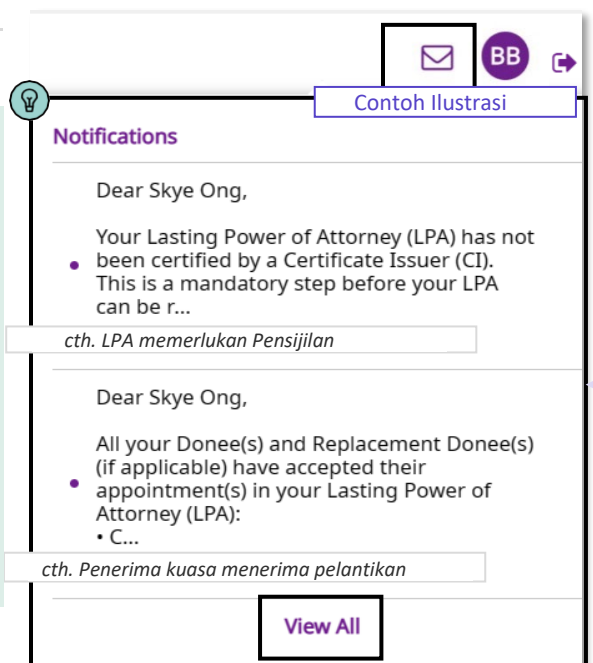 BB
Contoh Ilustrasi
Notifications
Dear Skye Ong,
Your Lasting Power of Attorney (LPA) has not
been certified by a Certificate Issuer (CI).
This is a mandatory step before your LPA
can be r...
cth. LPA memerlukan Pensijilan
Dear Skye Ong,
All your Donee(s) and Replacement Donee(s)
(if applicable) have accepted their
appointment(s) in your Lasting Power of
Attorney (LPA):
• C...
cth. Penerima kuasa menerima pelantikan
View All